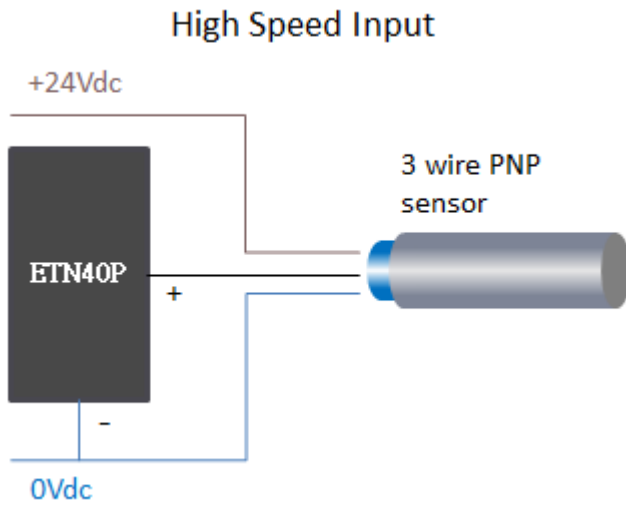 High Speed Input
+24Vdc
3 wire PNP
sensor
ETN40P
+
-
0Vdc